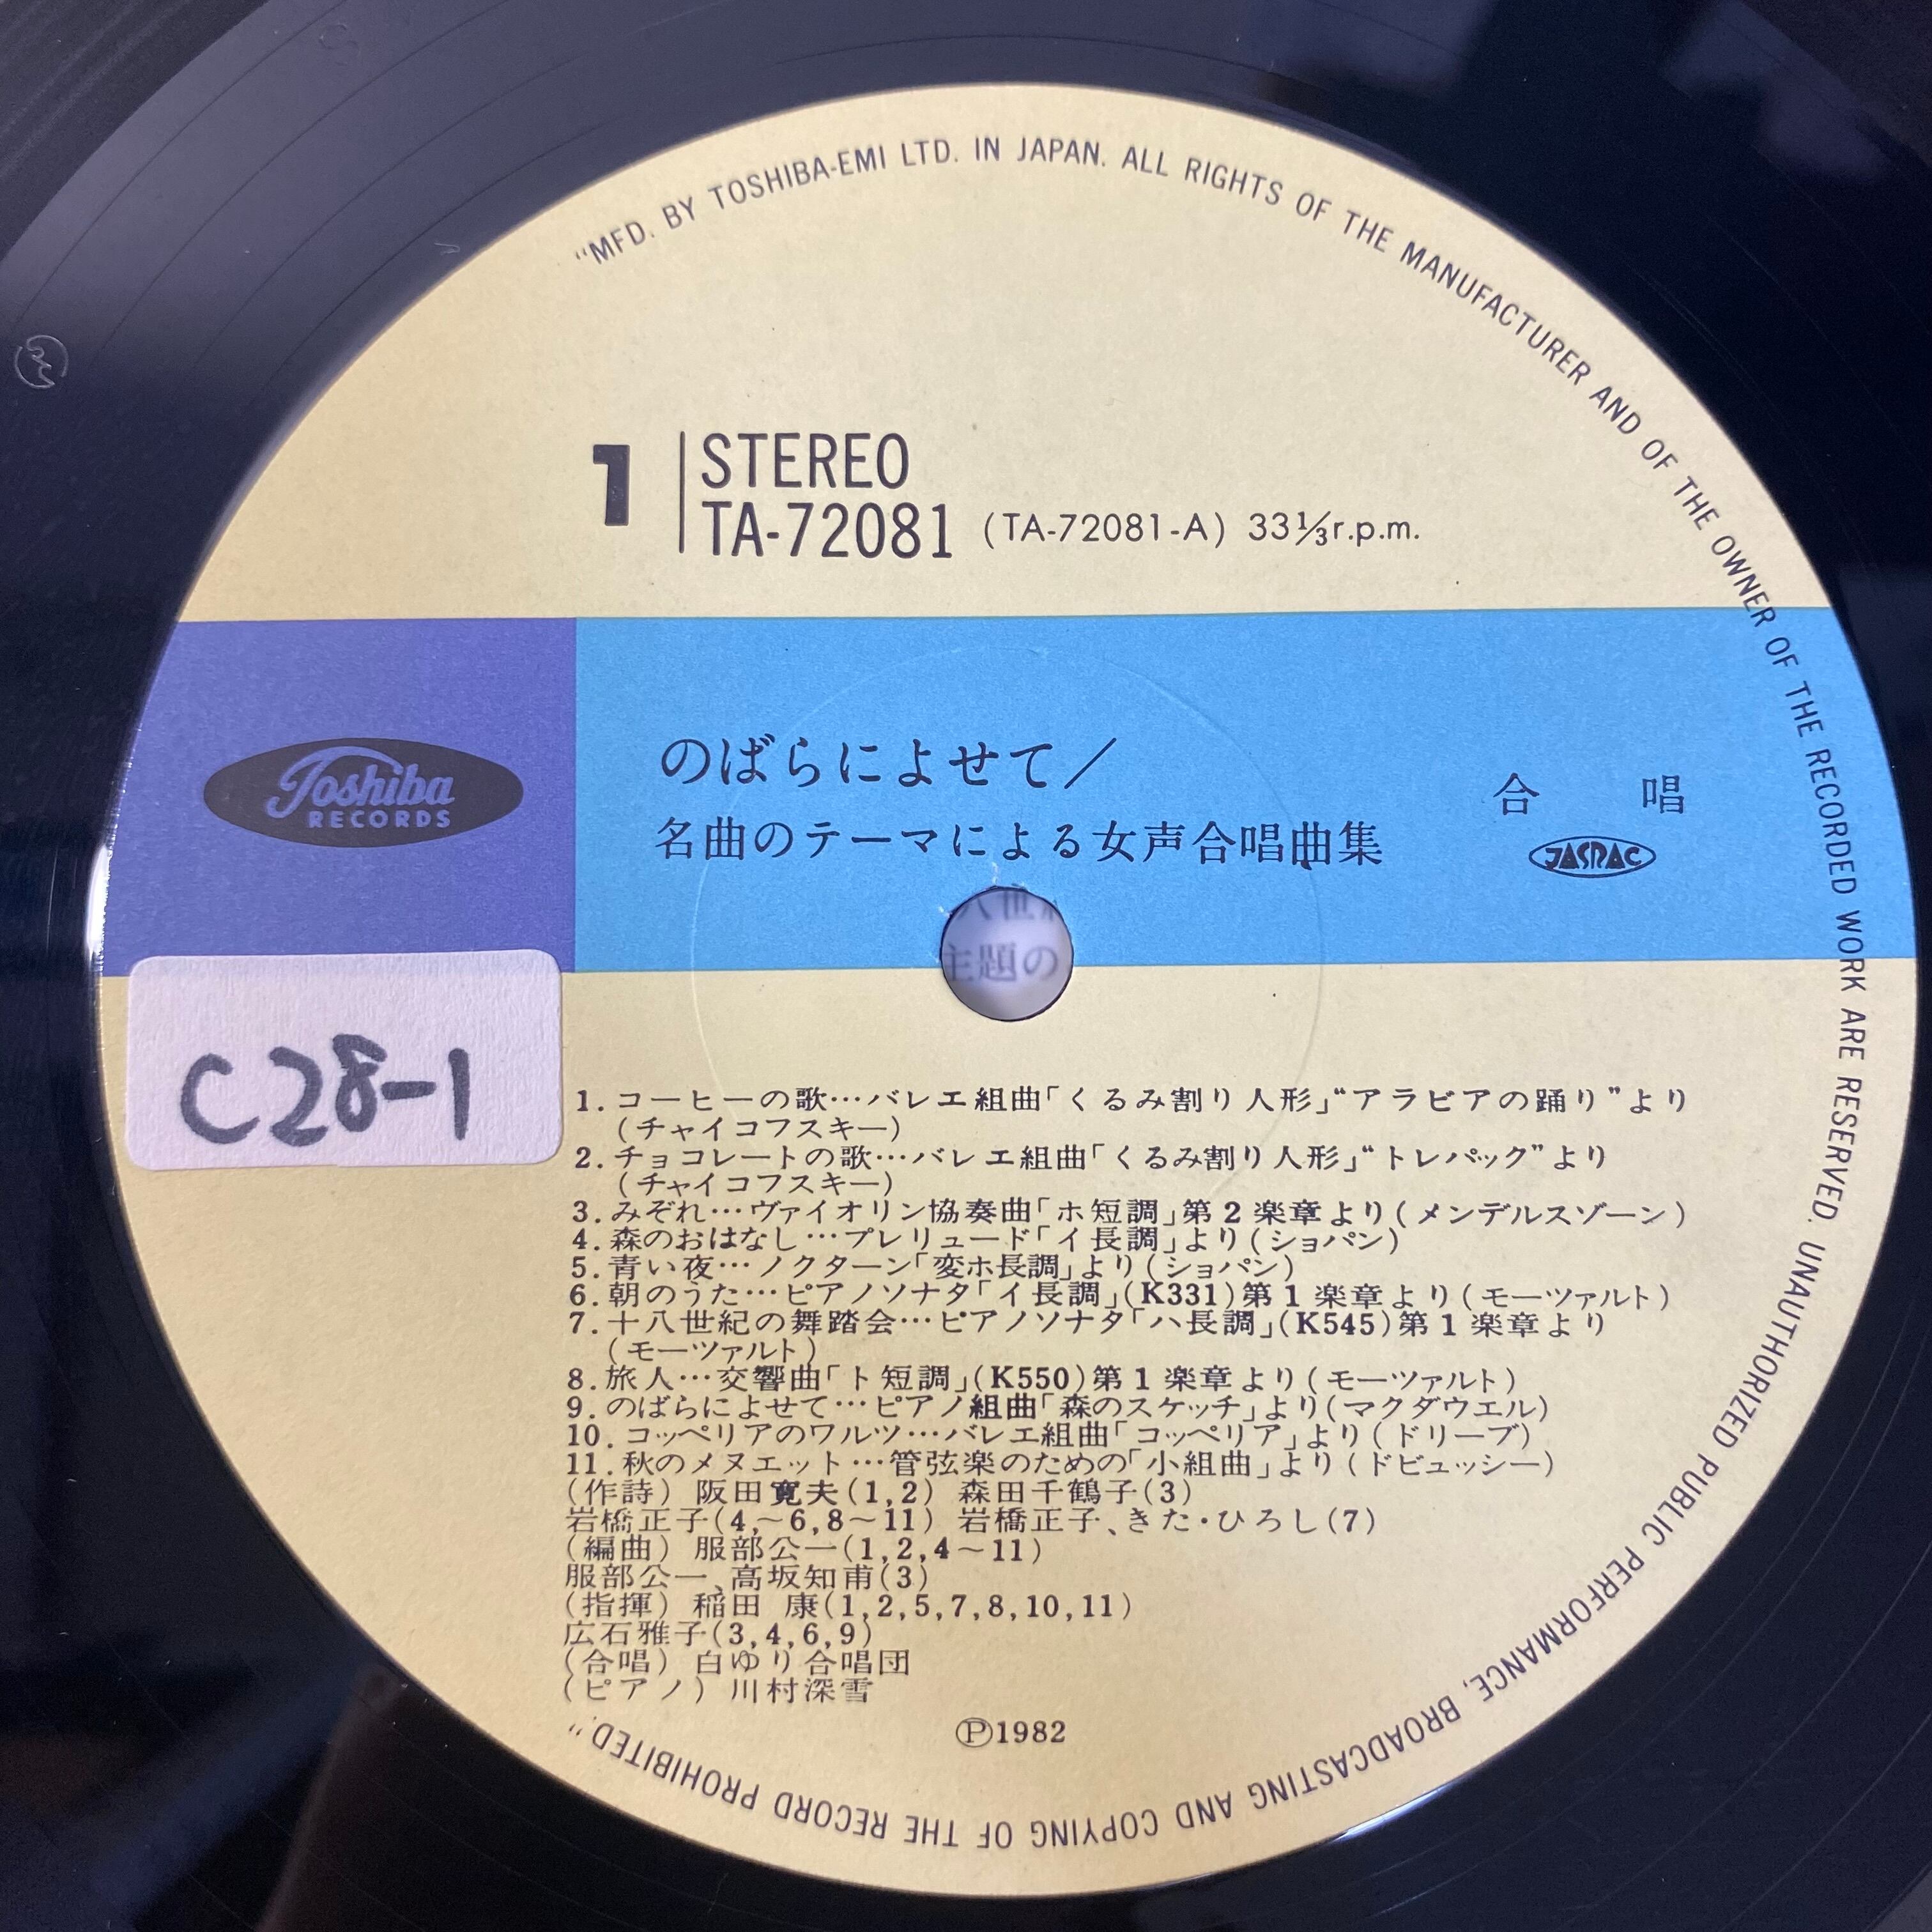 "MFD. BY TOSHIBA-EMI LTD. IN JAPAN. ALL RIGHTS OF THE MANUFACTURER AND OF THE OWNER OF THE RECORDED WORK ARE RESERVED. UNAUTHORIZED PUBLIC PERFORMANCE, BROADCASTING AND COPYING OF THE RECORD PROHIBITED."
1
STEREO
TA-72081 (TA-72081-A) 33⅓r.p.m.
Toshiba
RECORDS
のばらによせて/
名曲のテーマによる女声合唱曲集
合唱
JASRAC
主題の
C28-1
1. コーヒーの歌…バレエ組曲「くるみ割り人形」“アラビアの踊り”より
(チャイコフスキー)
2. チョコレートの歌…バレエ組曲「くるみ割り人形」“トレパック”より
(チャイコフスキー)
3. みぞれ…ヴァイオリン協奏曲「ホ短調」第2楽章より(メンデルスゾーン)
4. 森のおはなし…プレリュード「イ長調」より(ショパン)
5. 青い夜…ノクターン「変ホ長調」より(ショパン)
6. 朝のうた…ピアノソナタ「イ長調」(K331)第1楽章より(モーツァルト)
7. 十八世紀の舞踏会…ピアノソナタ「ハ長調」(K545)第1楽章より
(モーツァルト)
8. 旅人…交響曲「ト短調」(K550)第1楽章より(モーツァルト)
9. のばらによせて…ピアノ組曲「森のスケッチ」より(マクダウエル)
10. コッペリアのワルツ…バレエ組曲「コッペリア」より(ドリーブ)
11. 秋のメヌエット…管弦楽のための「小組曲」より(ドビュッシー)
(作詩) 阪田寛夫(1,2) 森田千鶴子(3)
岩橋正子(4,~6,8~11) 岩橋正子、きた・ひろし(7)
(編曲) 服部公一(1,2,4~11)
服部公一、高坂知甫(3)
(指揮) 稲田 康(1,2,5,7,8,10,11)
広石雅子(3,4,6,9)
(合唱) 白ゆり合唱団
(ピアノ) 川村深雪
Ⓟ1982